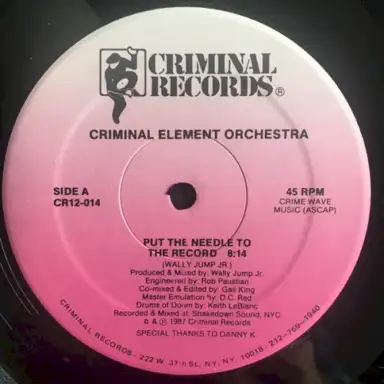 CRIMINAL
RECORDS®
CRIMINAL ELEMENT ORCHESTRA
SIDE A
CR12-014
45 RPM
CRIME WAVE
MUSIC (ASCAP)
PUT THE NEEDLE TO
THE RECORD 8:14
(WALLY JUMP JR.)
Produced & Mixed by: Wally Jump Jr.
Engineered by: Rob Paustian
Co-mixed & Edited by: Gail King
Master Emulation by: D.C. Red
Drums of Doom by: Keith LeBlanc
Recorded & Mixed at: Shakedown Sound, NYC
© & ℗ 1987 Criminal Records
SPECIAL THANKS TO DANNY K.
CRIMINAL RECORDS, 222 W. 37th St., NY, NY 10018, 212-769-1940